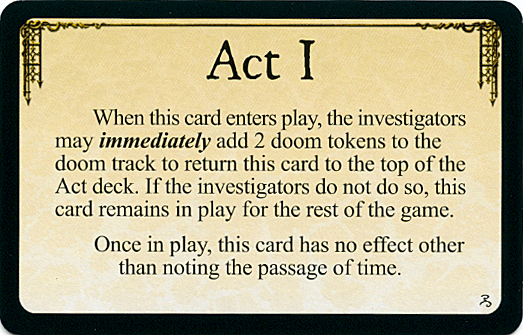 Act I
When this card enters play, the investigators
may immediately add 2 doom tokens to the
doom track to return this card to the top of the
Act deck. If the investigators do not do so, this
card remains in play for the rest of the game.
Once in play, this card has no effect other
than noting the passage of time.